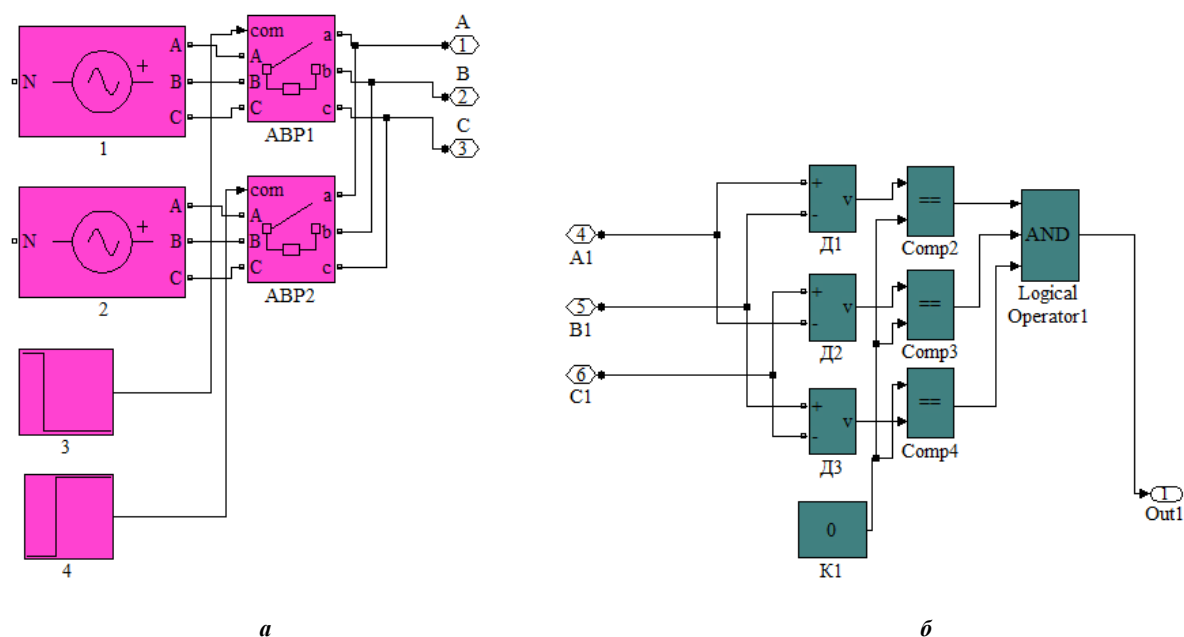 A
com
A
a
1
A
N
B
B
b
B
2
C
C
c
C
3
1
АВР1
com
A
a
A
N
B
B
b
C
C
c
2
АВР2
3
4
+
-
v
Д1
==
Comp2
AND
Logical
Operator1
4
A1
+
-
v
Д2
==
Comp3
5
B1
6
C1
+
-
v
Д3
==
Comp4
0
К1
1
Out1
а
б